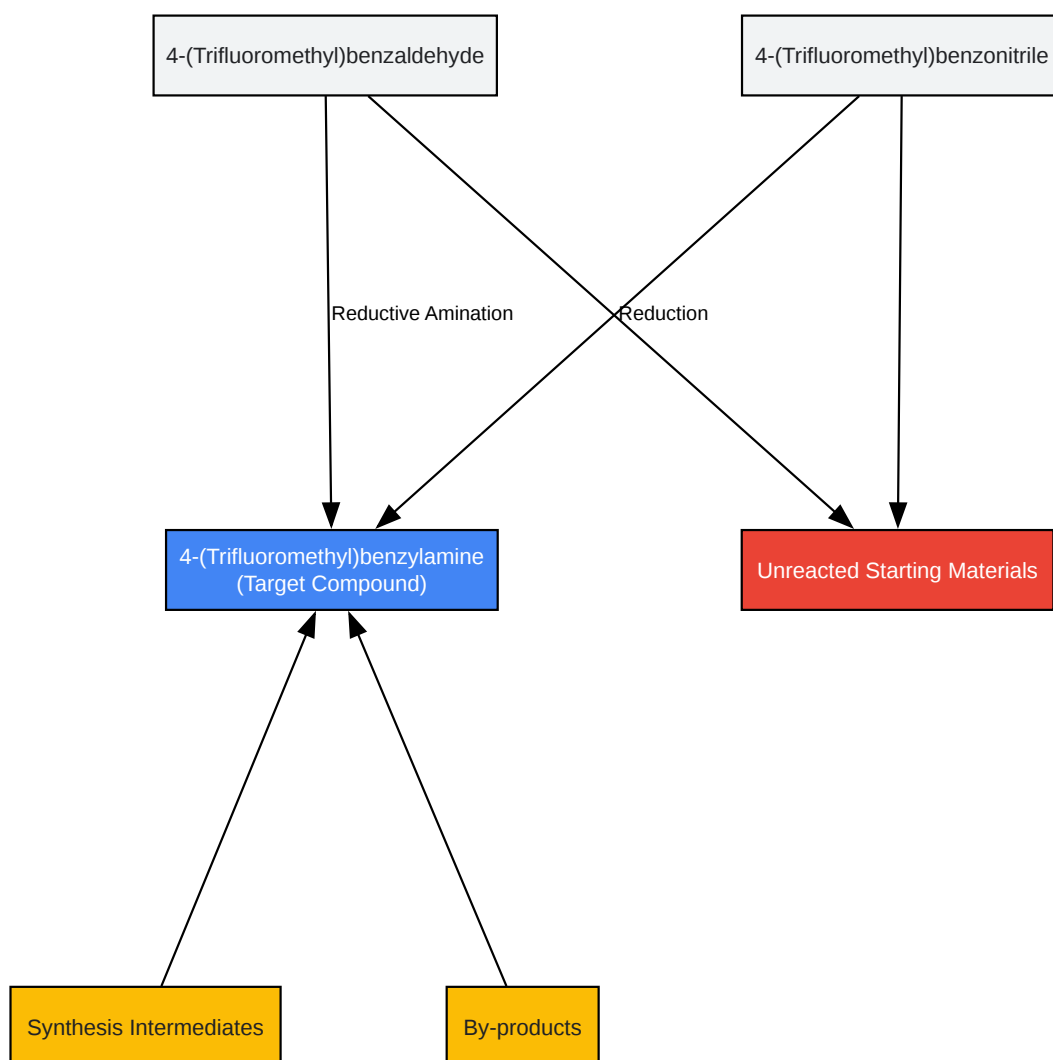 4-(Trifluoromethyl)benzaldehyde
4-(Trifluoromethyl)benzonitrile
Reductive Amination
Reduction
4-(Trifluoromethyl)benzylamine
(Target Compound)
Unreacted Starting Materials
Synthesis Intermediates
By-products